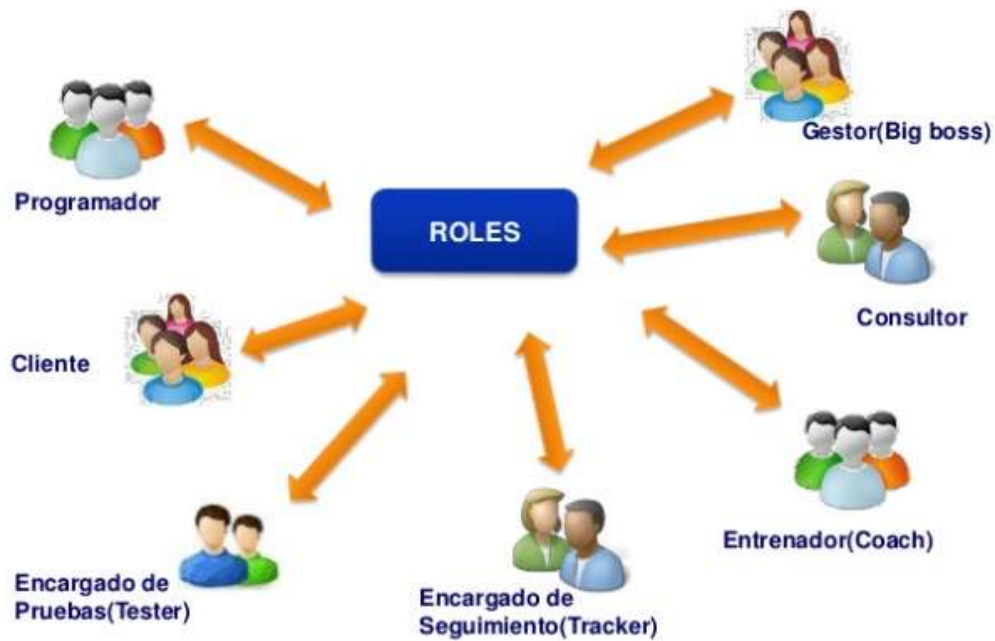 Gestor(Big boss)
Programador
ROLES
Consultor
Cliente
Entrenador(Coach)
Encargado de
Pruebas(Tester)
Encargado de
Seguimiento(Tracker)